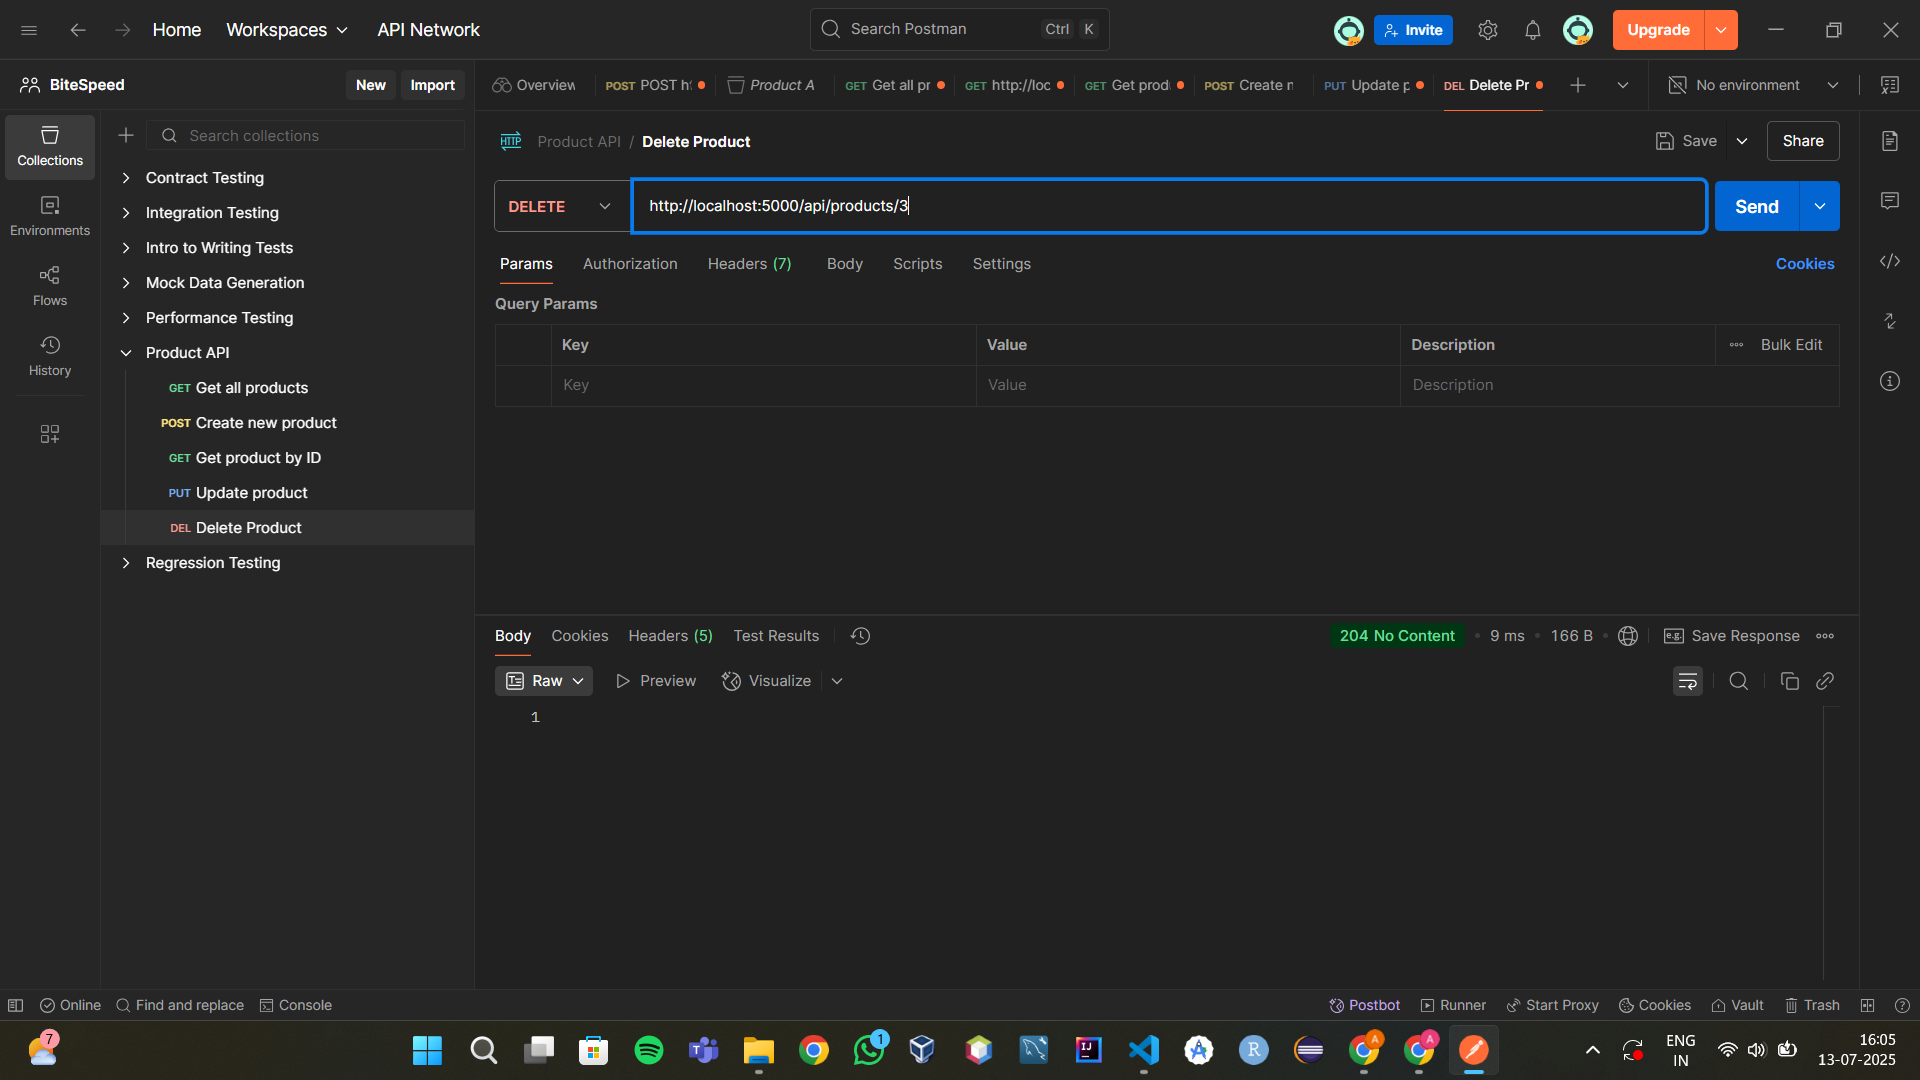 Home Workspaces API Network Search Postman Ctrl K Invite Upgrade
BiteSpeed New Import Overview POST POST h Product A GET Get all pr GET http://loc GET Get prod POST Create n PUT Update p DEL Delete Pr No environment
Collections Search collections Product API / Delete Product Save Share
Contract Testing
Environments Integration Testing DELETE http://localhost:5000/api/products/3 Send
Intro to Writing Tests
Flows Mock Data Generation Params Authorization Headers (7) Body Scripts Settings Cookies
Performance Testing Query Params
History Product API Key Value Description Bulk Edit
GET Get all products Key Value Description
POST Create new product
GET Get product by ID
PUT Update product
DEL Delete Product
Regression Testing
Body Cookies Headers (5) Test Results 204 No Content 9 ms 166 B e.g. Save Response
Raw Preview Visualize
1
Online Find and replace Console Postbot Runner Start Proxy Cookies Vault Trash
7 1 A A ENG 16:05
IN 13-07-2025